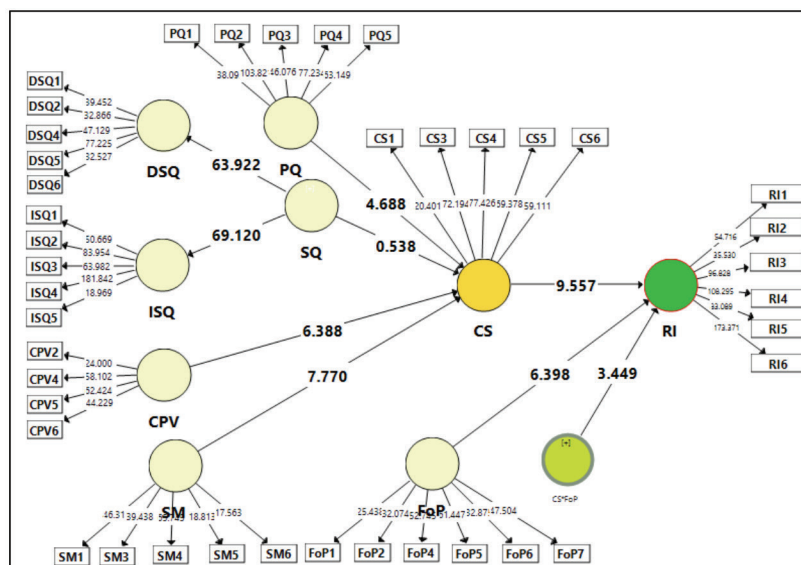 PQ1 PQ2 PQ3 PQ4 PQ5
38.09 103.82 46.076 77.234 53.149
PQ
DSQ1
DSQ2
DSQ4
DSQ5
DSQ6
39.452
32.866
47.129
77.225
32.527
DSQ
63.922
SQ
69.120
ISQ1
ISQ2
ISQ3
ISQ4
ISQ5
50.669
83.954
63.982
181.842
18.969
ISQ
4.688
0.538
CS1 CS3 CS4 CS5 CS6
20.401 72.194 77.426 59.378 59.111
CS
9.557
RI1
RI2
RI3
RI4
RI5
RI6
54.716
35.530
96.828
106.295
33.089
173.371
RI
CPV2
CPV4
CPV5
CPV6
24.000
58.102
52.424
44.229
CPV
6.388
7.770
6.398
3.449
SM
46.31 39.438 18.813 17.563
SM1 SM3 SM4 SM5 SM6
FoP
25.438 32.074 51.447 32.87 47.504
FoP1 FoP2 FoP4 FoP5 FoP6 FoP7
[+]
CS*FoP